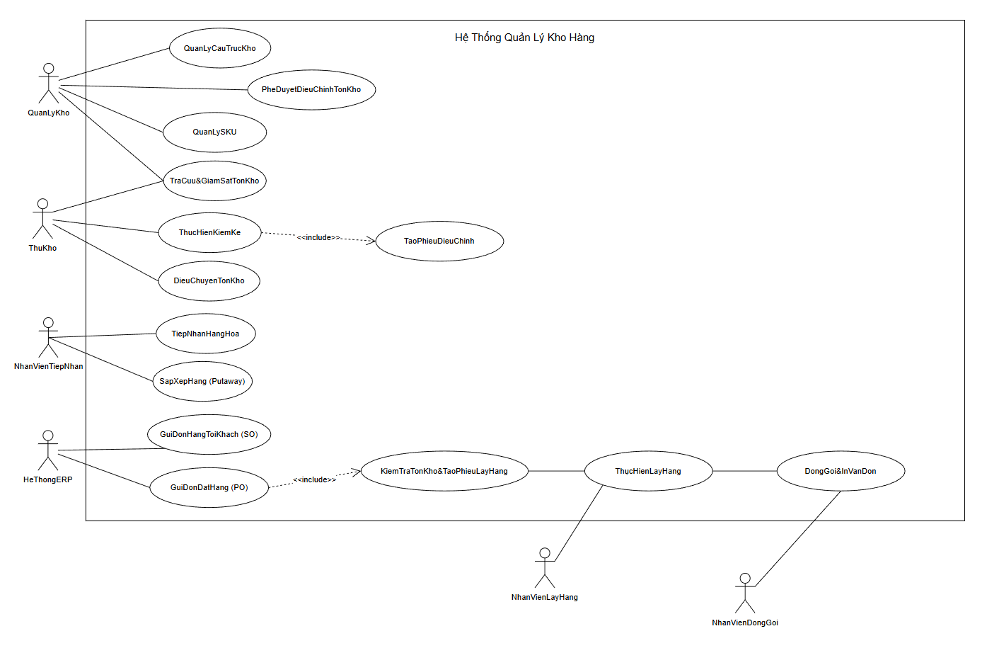 Hệ Thống Quản Lý Kho Hàng
QuanLyCauTrucKho
PheDuyetDieuChinhTonKho
QuanLyKho
QuanLySKU
TraCuu&GiamSatTonKho
ThucHienKiemKe
<<include>>
TaoPhieuDieuChinh
ThuKho
DieuChuyenTonKho
TiepNhanHangHoa
NhanVienTiepNhan
SapXepHang (Putaway)
GuiDonHangToiKhach (SO)
HeThongERP
GuiDonDatHang (PO)
<<include>>
KiemTraTonKho&TaoPhieuLayHang
ThụcHienLayHang
DongGoi&InVanDon
NhanVienLayHang
NhanVienDongGoi